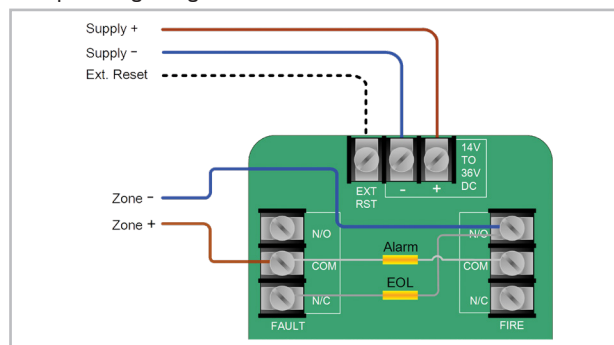 Supply +
Supply −
Ext. Reset
EXT
RST
-
+
14V
TO
36V
DC
Zone −
Zone +
N/O
COM
N/C
FAULT
Alarm
EOL
N/O
COM
N/C
FIRE